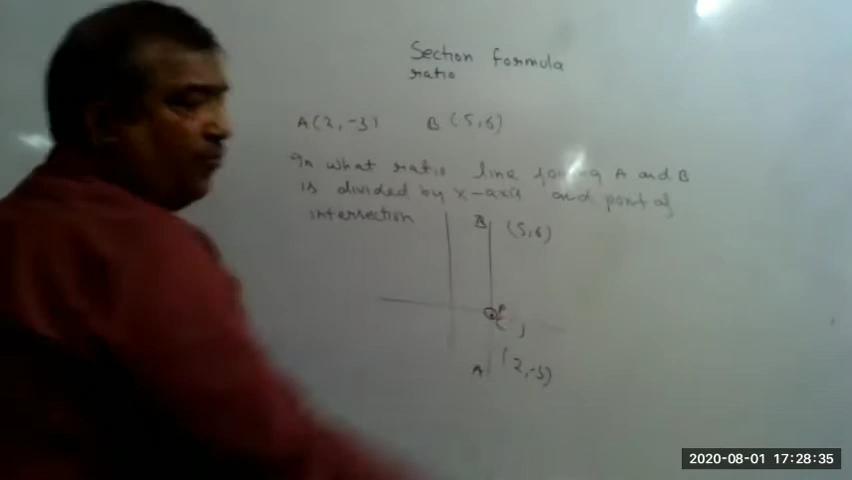 Section formula
ratio
A(2,-3) B (5,6)
In what ratio line joining A and B
is divided by x-axis and point of
intersection
B (5,6)
P
( )
A (2,-3)
2020-08-01 17:28:35